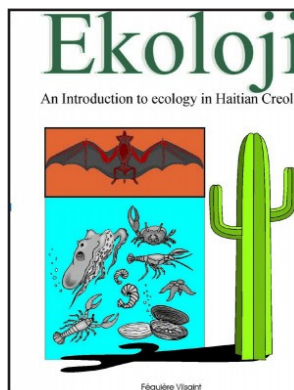 Ekoloji
An Introduction to ecology in Haitian Creol
Féquière Vilsaint